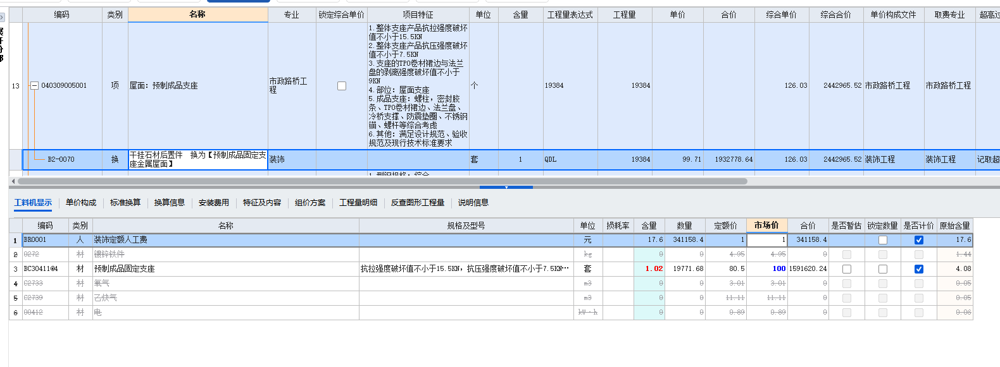 编码 类别 名称 专业 锁定综合单价 项目特征 单位 含量 工程量表达式 工程量 单价 合价 综合单价 综合合价 单价构成文件 取费专业
13 040309005001 项 屋面：预制成品支座 市政路桥工程 个 19384 19384 126.03 2442965.52 市政路桥工程 市政路桥工程
1.整体支座产品抗拉强度破坏
值不小于15.5KN
2.整体支座产品抗压强度破坏
值不小于7.5KN
3.支座的TPO卷材裙边与法兰
盘的剥离强度破坏值不小于
9KN
4.部位：屋面支座
5.成品支座：螺柱，密封胶
条、TPO卷材裙边、法兰盘、
冷桥支撑、防震垫圈、不锈钢
锚、螺杆等综合考虑
6.其他：满足设计规范、验收
规范及现行技术标准要求
B2-0070 换 干挂石材后置件 换为【预制成品固定支
座金属屋面】 装饰 套 1 QDL 19384 99.71 1932778.64 126.03 2442965.52 装饰工程 装饰工程 记取超
工料机显示 单价构成 标准换算 换算信息 安装费用 特征及内容 组价方案 工程量明细 反查图形工程量 说明信息
编码 类别 名称 规格及型号 单位 损耗率 含量 数量 定额价 市场价 合价 是否暂估 锁定数量 是否计价 原始含量
1 BR0001 人 装饰定额人工费 元 17.6 341158.4 1 1 341158.4 17.6
2 0272 材 镀锌铁件 kg 0 0 4.95 4.95 0 1.44
3 BC30411@4 材 预制成品固定支座 抗拉强度破坏值不小于15.5KN，抗压强度破坏值不小于7.5KN… 套 1.02 19771.68 80.5 100 1591620.24 4.08
4 C2733 材 氧气 m3 0 0 3.01 3.01 0 0.05
5 C2739 材 乙炔气 m3 0 0 11.11 11.11 0 0.05
6 00412 材 电 kW·h 0 0 0.89 0.89 0 0.06